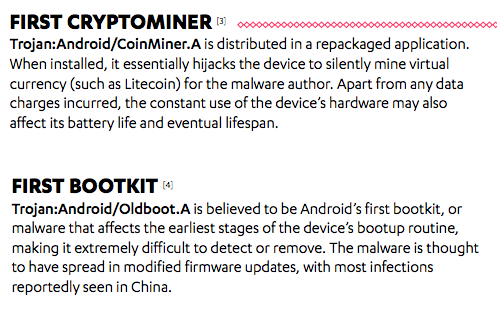 FIRST CRYPTOMINER [3]
Trojan:Android/CoinMiner.A is distributed in a repackaged application.
When installed, it essentially hijacks the device to silently mine virtual
currency (such as Litecoin) for the malware author. Apart from any data
charges incurred, the constant use of the device's hardware may also
affect its battery life and eventual lifespan.
FIRST BOOTKIT [4]
Trojan:Android/Oldboot.A is believed to be Android's first bootkit, or
malware that affects the earliest stages of the device's bootup routine,
making it extremely difficult to detect or remove. The malware is thought
to have spread in modified firmware updates, with most infections
reportedly seen in China.